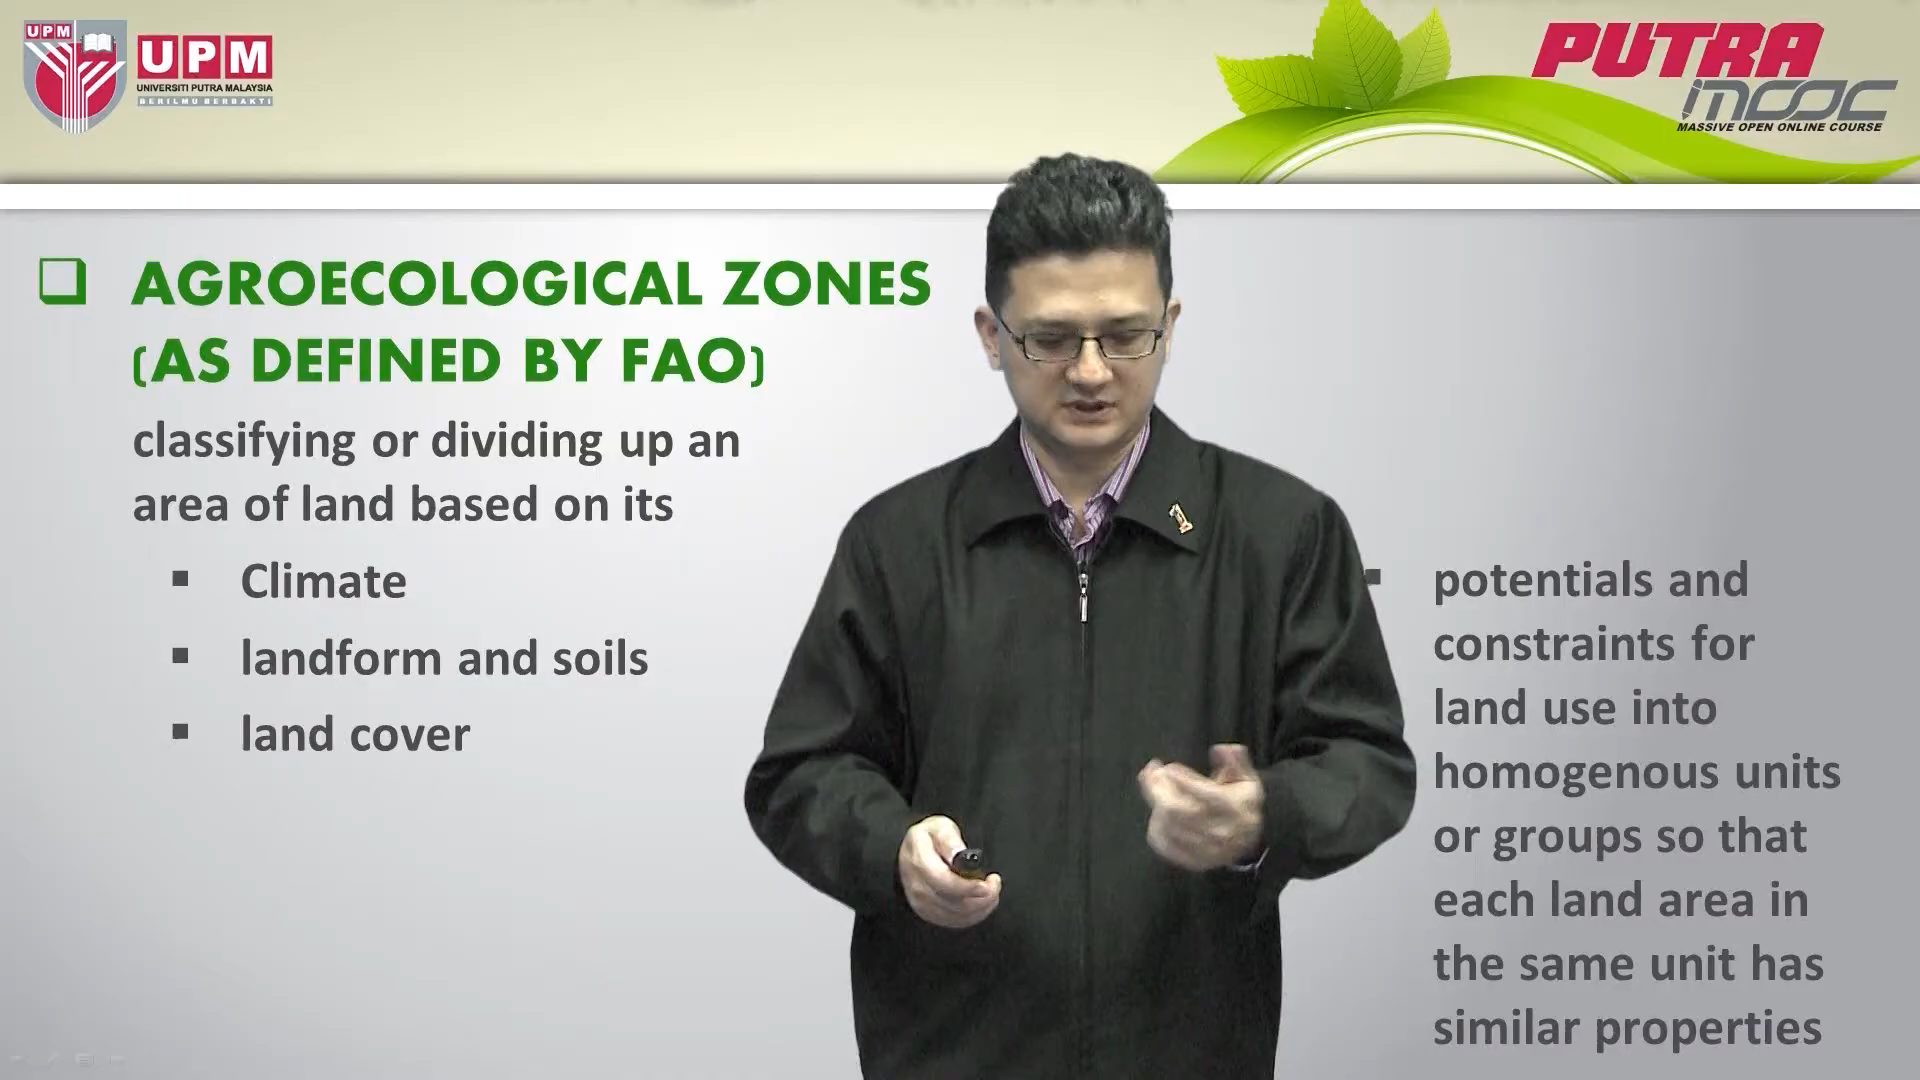 UPM
UPM
UNIVERSITI PUTRA MALAYSIA
BERILMU BERBAKTI
PUTRA
mooc
MASSIVE OPEN ONLINE COURSE
AGROECOLOGICAL ZONES
(AS DEFINED BY FAO)
classifying or dividing up an
area of land based on its
Climate
landform and soils
land cover
potentials and
constraints for
land use into
homogenous units
or groups so that
each land area in
the same unit has
similar properties